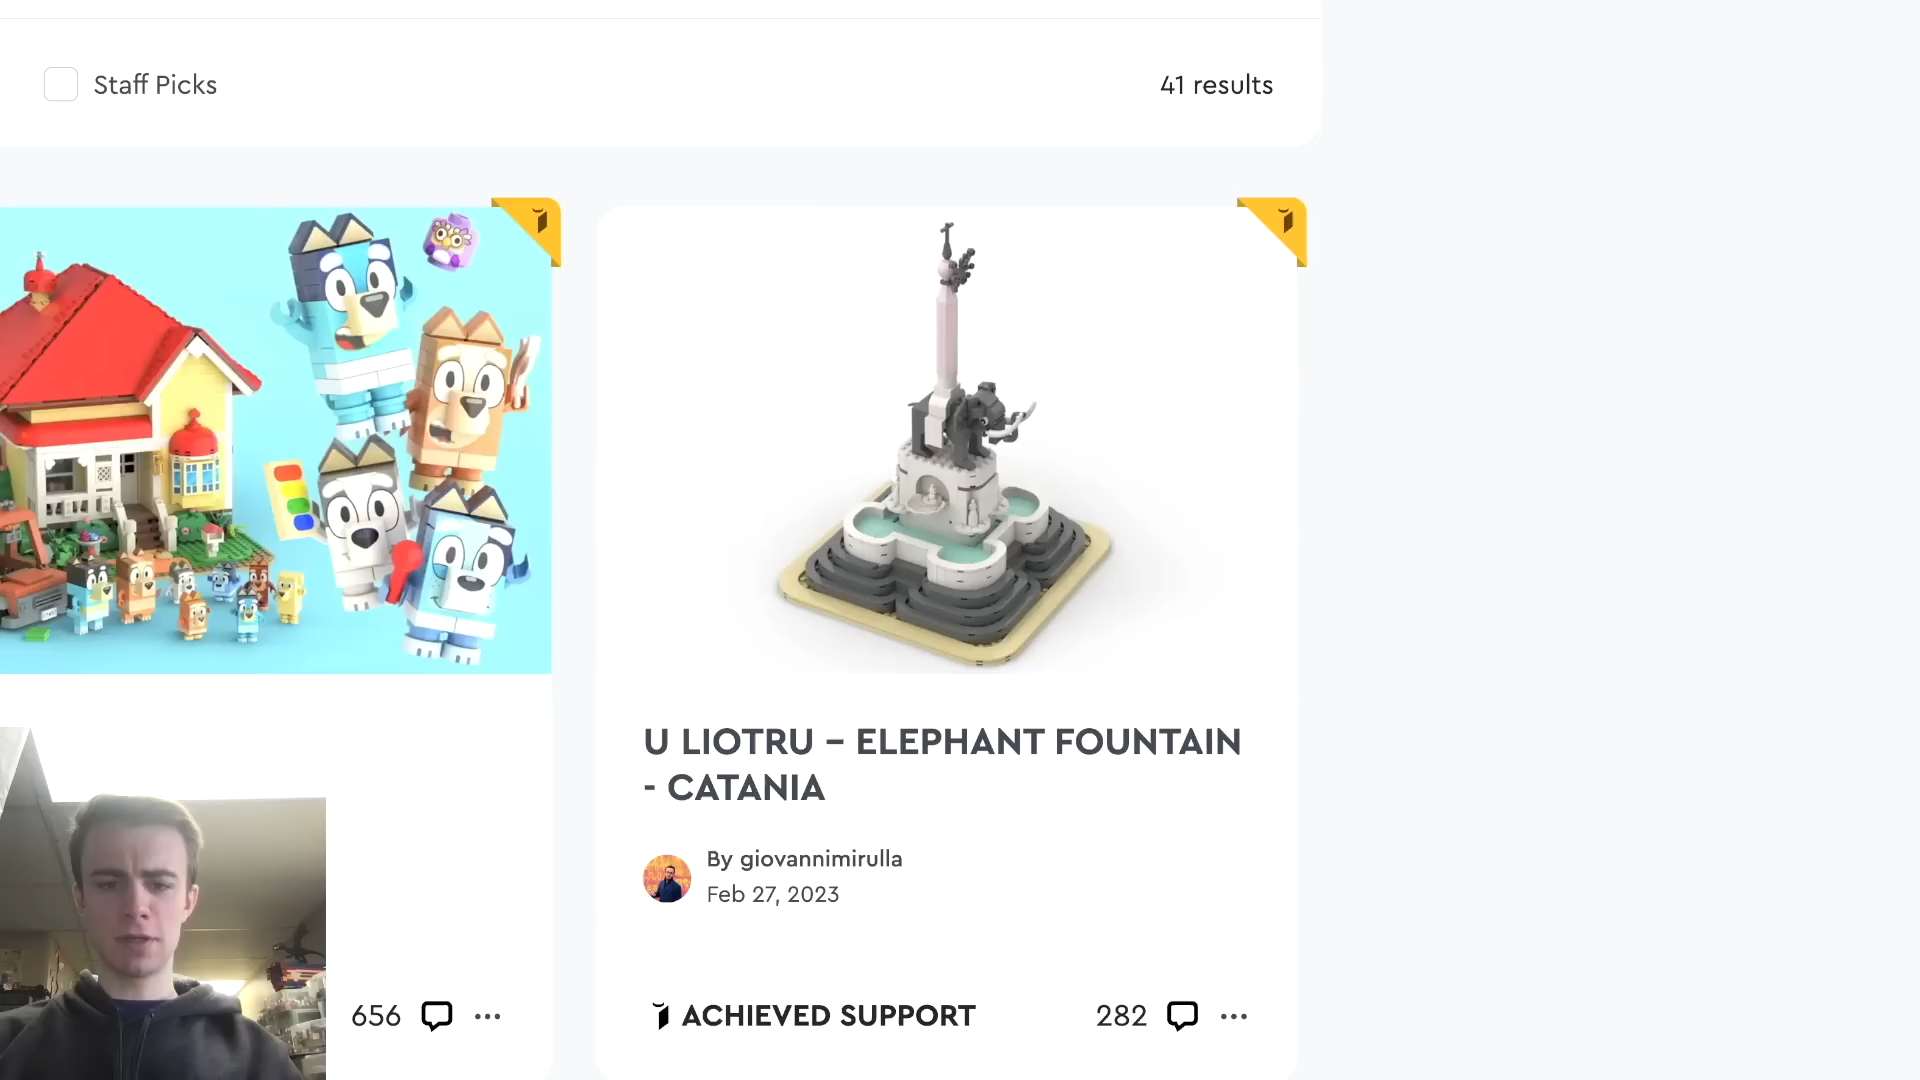 Staff Picks
41 results
U LIOTRU – ELEPHANT FOUNTAIN
- CATANIA
By giovannimirulla
Feb 27, 2023
656
ACHIEVED SUPPORT
282